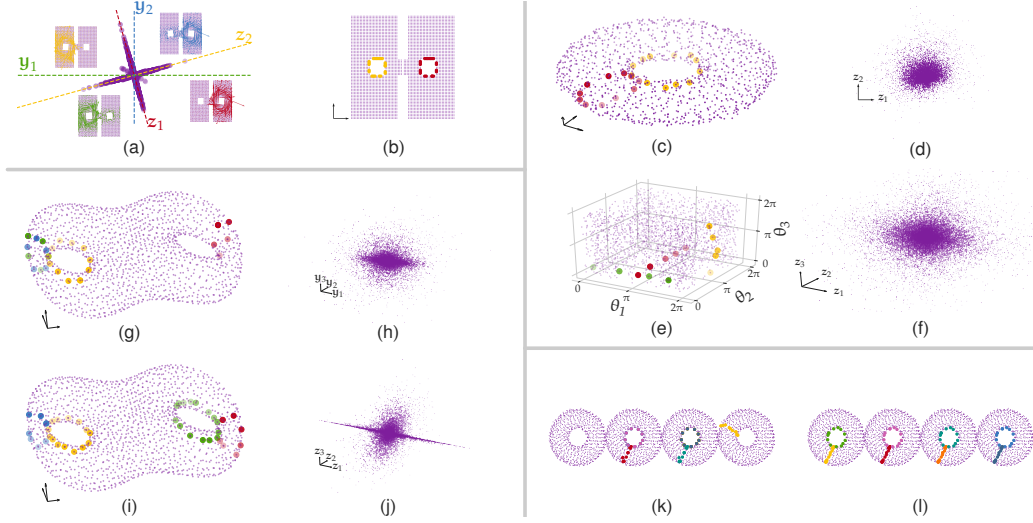 y₂
z₂
y₁
z₁
(a)
(b)
z₂
z₁
(c)
(d)
y₃
y₂
y₁
(g)
(h)
2π
π
0
θ₃
0
π
2π
θ₁
0
π
2π
θ₂
(e)
z₃
z₂
z₁
(f)
z₃
z₂
z₁
(i)
(j)
(k)
(l)